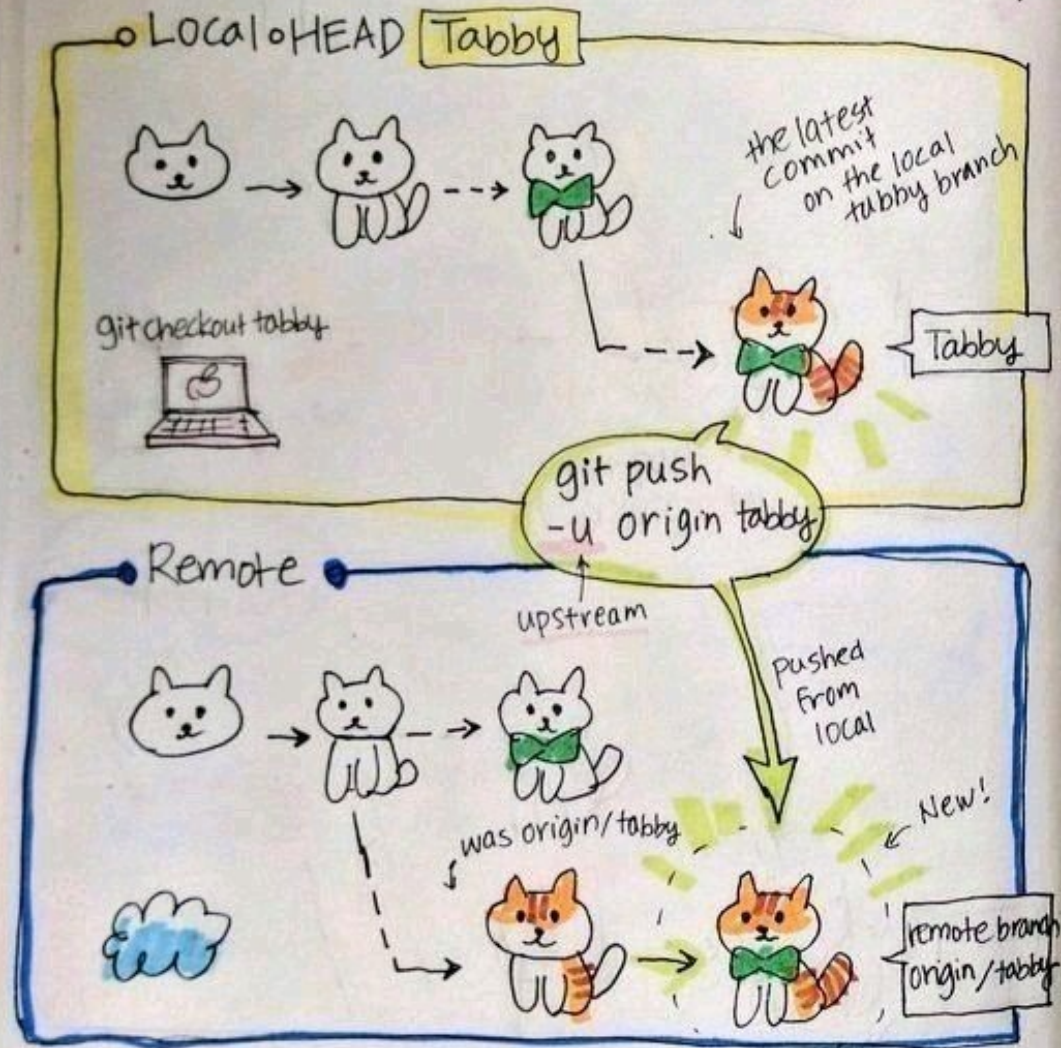 Local HEAD Tabby
the latest
commit
on the local
tabby branch
git checkout tabby
Tabby
git push
-u origin tabby
upstream
Remote
pushed
From
local
New!
was origin/tabby
remote branch
origin/tabby